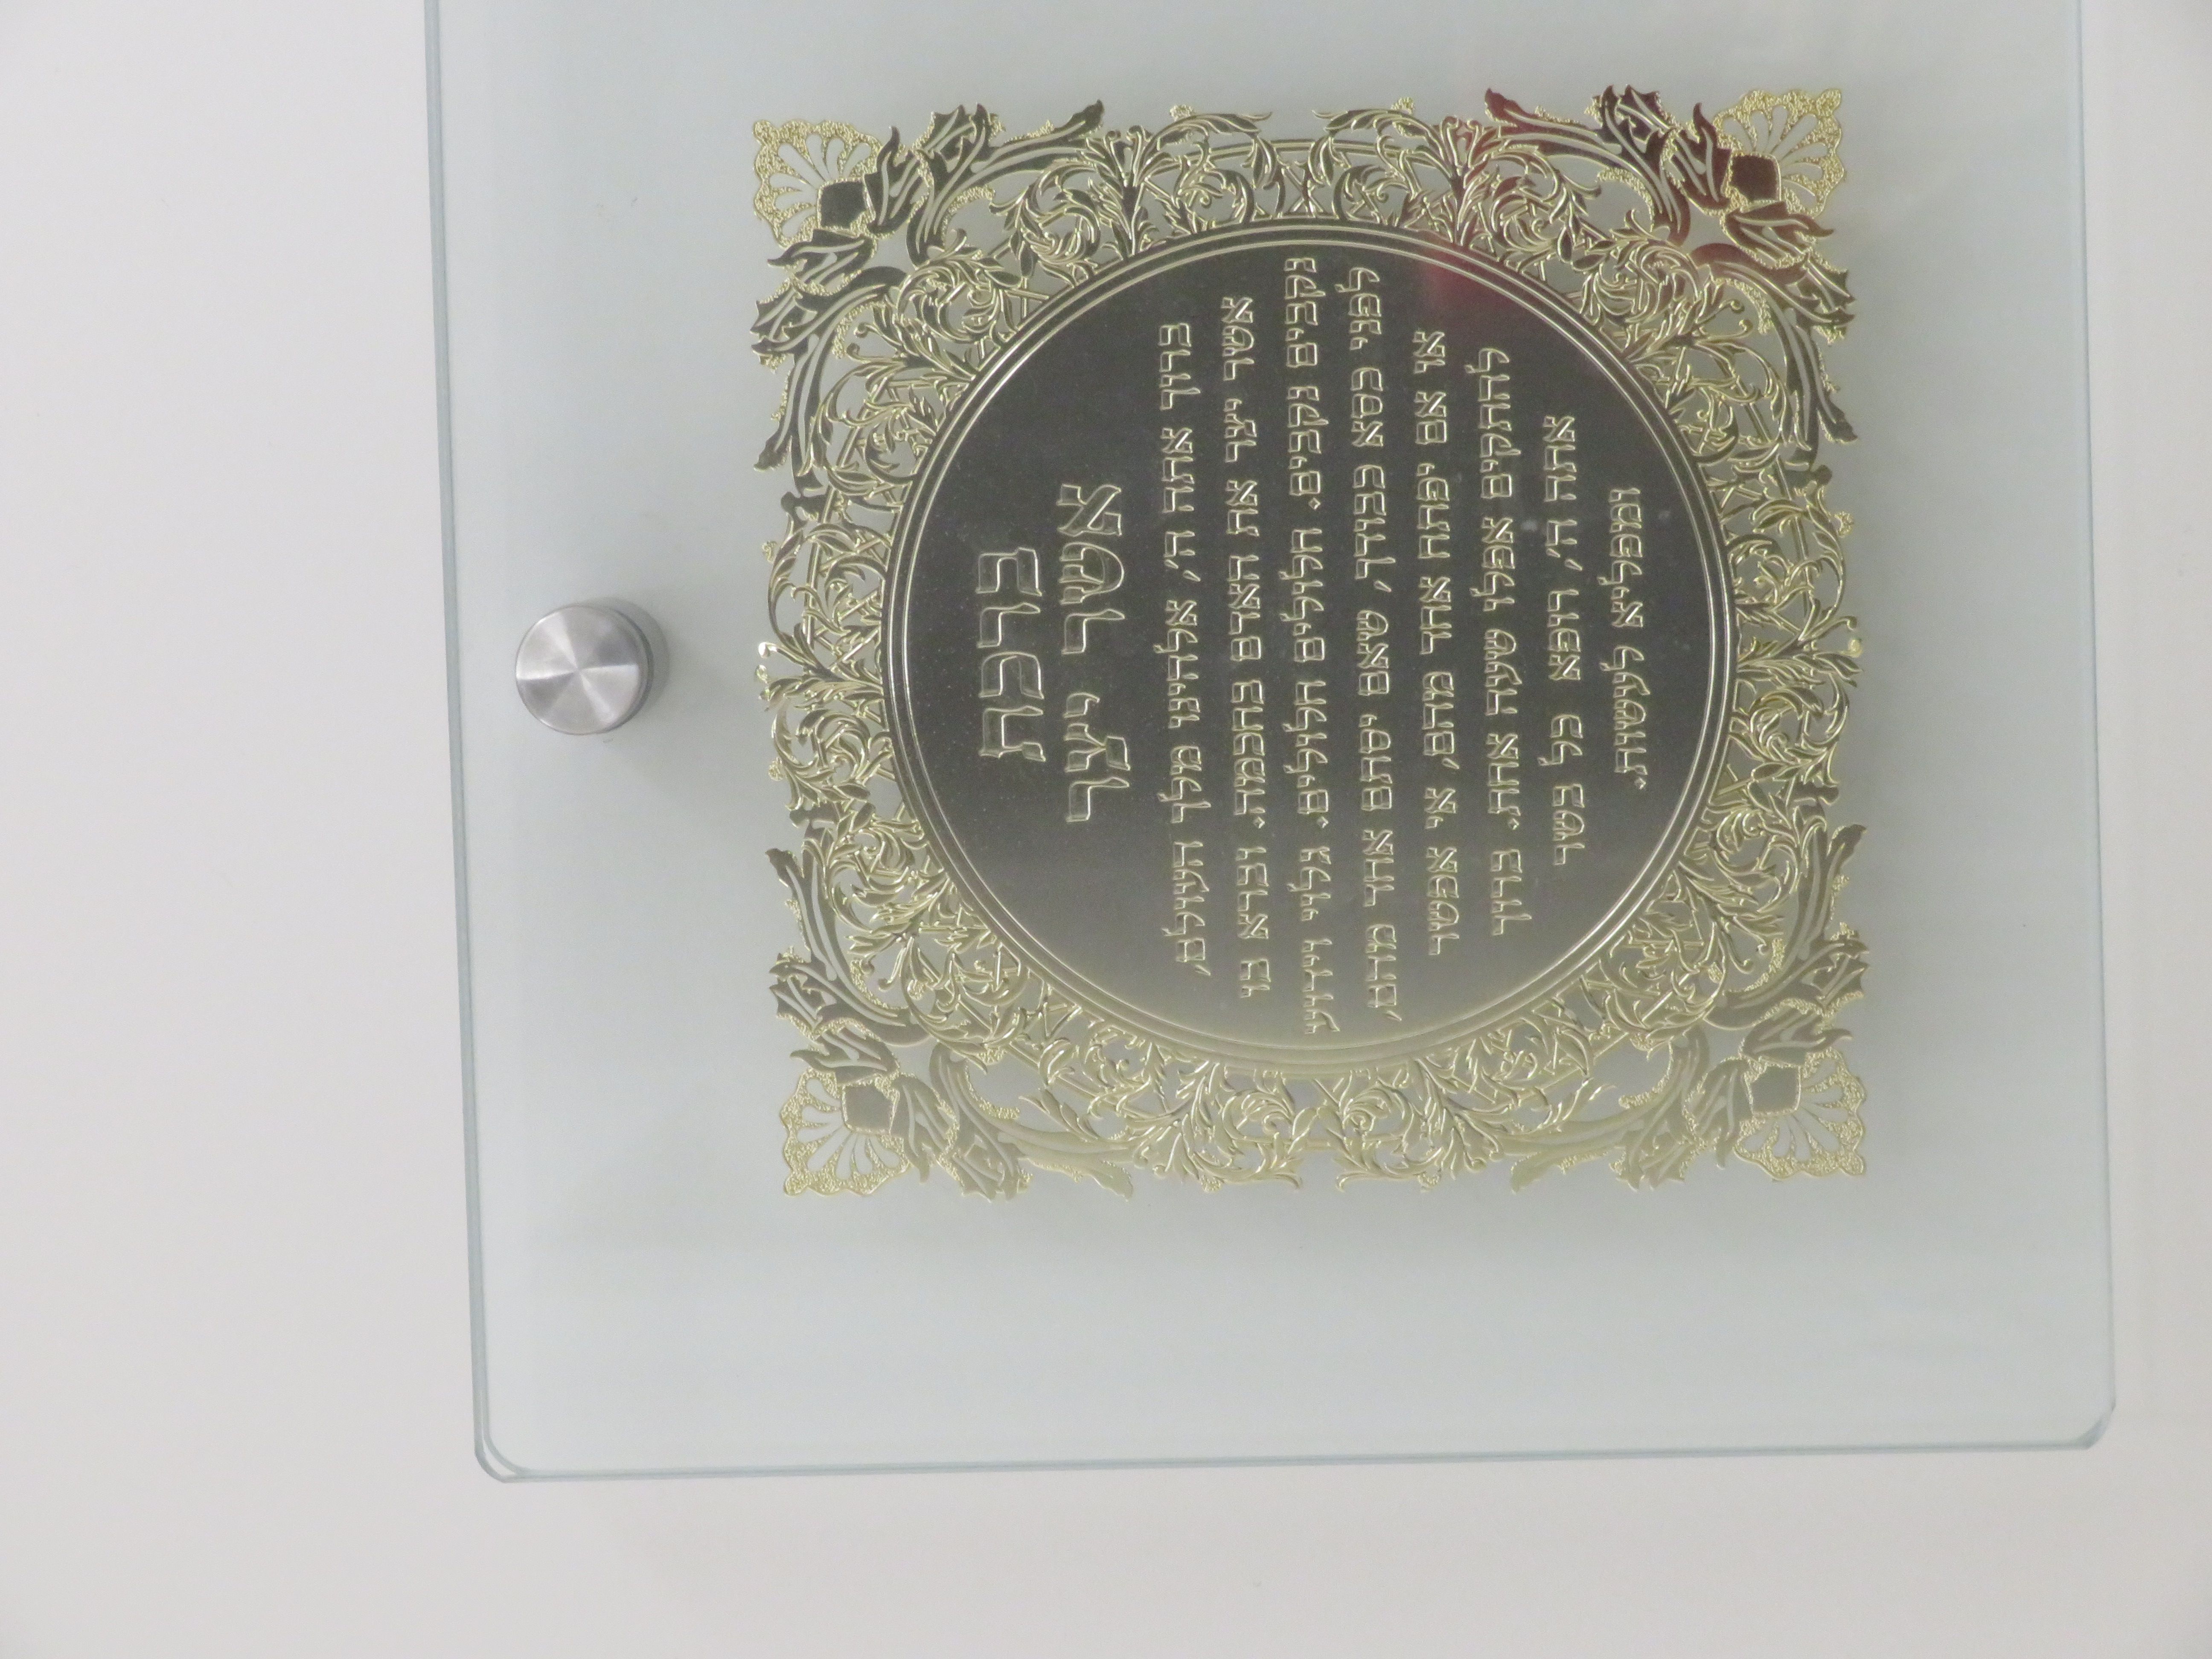 ברכת
אשר יצר
ברוך אתה ה', אלוהינו מלך העולם,
אשר יצר את האדם בחכמה. וברא בו
נקבים נקבים. חלולים חלולים. גלוי וידוע
לפני כסא כבודך, שאם יסתם אחד מהם,
או אם יפתח אחד מהם, אי אפשר
להתקיים אפלו שעה אחת. ברוך
אתה ה', רופא כל בשר
ומפליא לעשות.